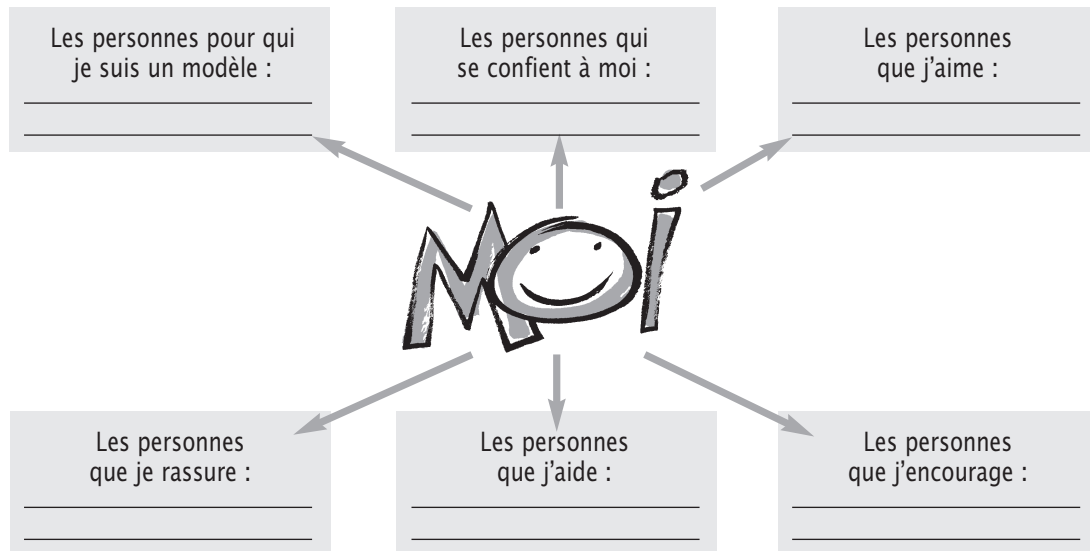 Les personnes pour qui
je suis un modèle :
Les personnes qui
se confient à moi :
Les personnes
que j'aime :
MOi
Les personnes
que je rassure :
Les personnes
que j'aide :
Les personnes
que j'encourage :